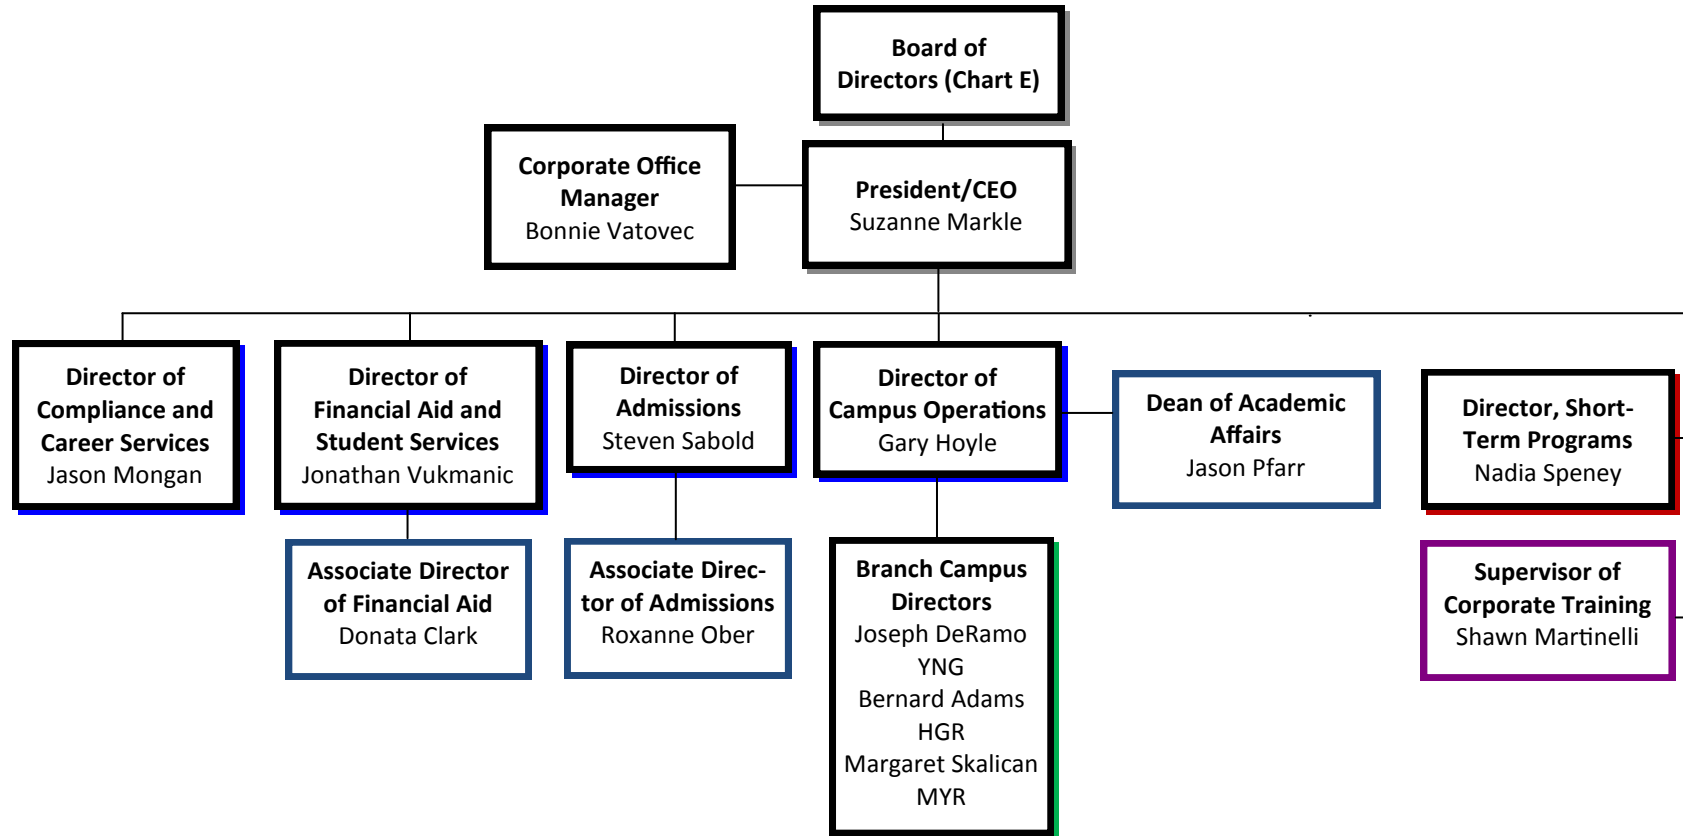 Board of
Directors (Chart E)
Corporate Office
Manager
Bonnie Vatovec
President/CEO
Suzanne Markle
Director of
Compliance and
Career Services
Jason Mongan
Director of
Financial Aid and
Student Services
Jonathan Vukmanic
Director of
Admissions
Steven Sabold
Director of
Campus Operations
Gary Hoyle
Dean of Academic
Affairs
Jason Pfarr
Director, Short-
Term Programs
Nadia Speney
Associate Director
of Financial Aid
Donata Clark
Associate Direc-
tor of Admissions
Roxanne Ober
Branch Campus
Directors
Joseph DeRamo
YNG
Bernard Adams
HGR
Margaret Skalican
MYR
Supervisor of
Corporate Training
Shawn Martinelli